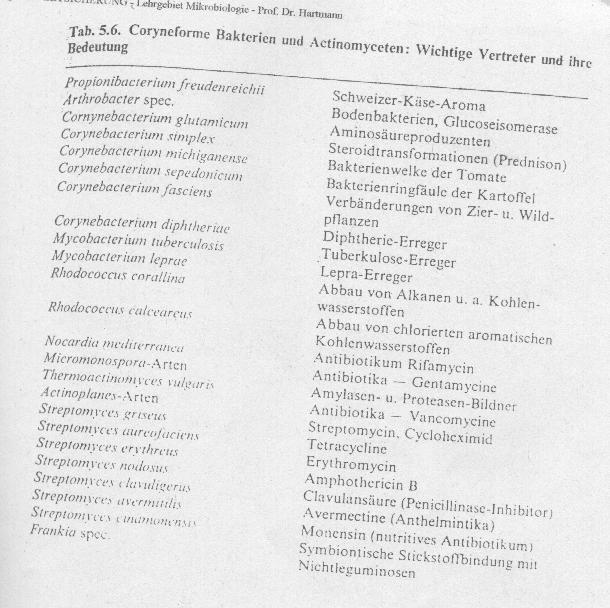 - Lehrgebiet Mikrobiologie - Prof. Dr. Hartmann
Tab. 5.6. Coryneforme Bakterien und Actinomyceten: Wichtige Vertreter und ihre
Bedeutung
Propionibacterium freudenreichii Schweizer-Käse-Aroma
Arthrobacter spec. Bodenbakterien, Glucoseisomerase
Cornynebacterium glutamicum Aminosäureproduzenten
Corynebacterium simplex Steroidtransformationen (Prednison)
Corynebacterium michiganense Bakterienwelke der Tomate
Corynebacterium sepedonicum Bakterienringfäule der Kartoffel
Corynebacterium fasciens Verbänderungen von Zier- u. Wild-
pflanzen
Corynebacterium diphtheriae Diphtherie-Erreger
Mycobacterium tuberculosis Tuberkulose-Erreger
Mycobacterium leprae Lepra-Erreger
Rhodococcus corallina Abbau von Alkanen u. a. Kohlen-
wasserstoffen
Rhodococcus calcearcus Abbau von chlorierten aromatischen
Kohlenwasserstoffen
Nocardia mediterranea Antibiotikum Rifamycin
Micromonospora-Arten Antibiotika — Gentamycine
Thermoactinomyces vulgaris Amylasen- u. Proteasen-Bildner
Actinoplanes-Arten Antibiotika — Vancomycine
Streptomyces griseus Streptomycin, Cycloheximid
Streptomyces aureofaciens Tetracycline
Streptomyces erythreus Erythromycin
Streptomyces nodosus Amphothericin B
Streptomyces clavuligerus Clavulansäure (Penicillinase-Inhibitor)
Streptomyces avermitilis Avermectine (Anthelmintika)
Streptomyces cinamonensis Monensin (nutritives Antibiotikum)
Frankia spec. Symbiontische Stickstoffbindung mit
Nichtleguminosen